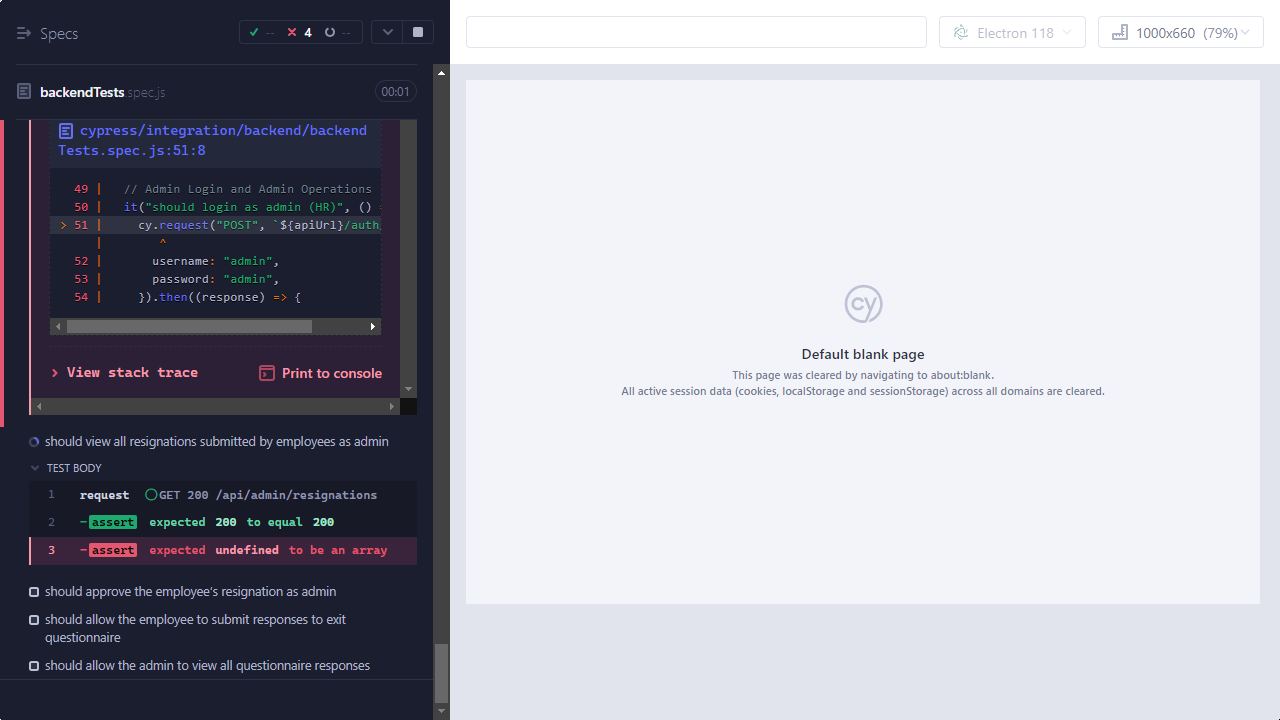 Specs
-- 4 --
Electron 118
1000x660 (79%)
backendTests.spec.js
00:01
cypress/integration/backend/backend
Tests.spec.js:51:8
49 | // Admin Login and Admin Operations
50 | it("should login as admin (HR)", () =
> 51 | cy.request("POST", `${apiUrl}/auth/
| ^
52 | username: "admin",
53 | password: "admin",
54 | }).then((response) => {
> View stack trace
Print to console
should view all resignations submitted by employees as admin
TEST BODY
1 request GET 200 /api/admin/resignations
2 -assert expected 200 to equal 200
3 -assert expected undefined to be an array
should approve the employee's resignation as admin
should allow the employee to submit responses to exit
questionnaire
should allow the admin to view all questionnaire responses
cy
Default blank page
This page was cleared by navigating to about:blank.
All active session data (cookies, localStorage and sessionStorage) across all domains are cleared.